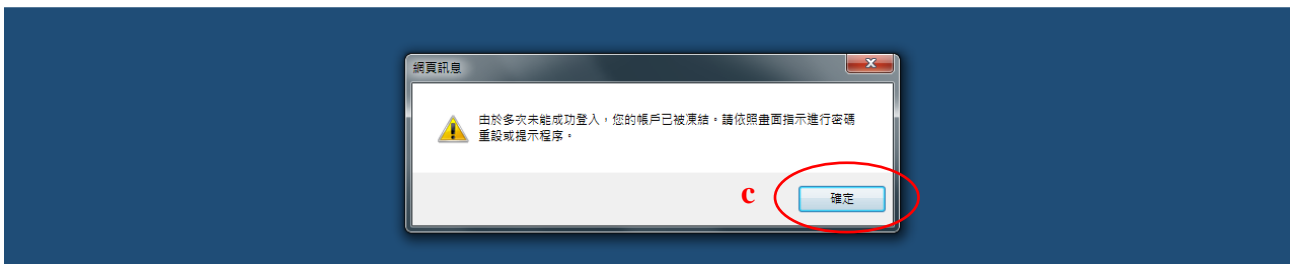 網頁訊息
由於多次未能成功登入，您的帳戶已被凍結。請依照畫面指示進行密碼
重設或提示程序。
c
確定